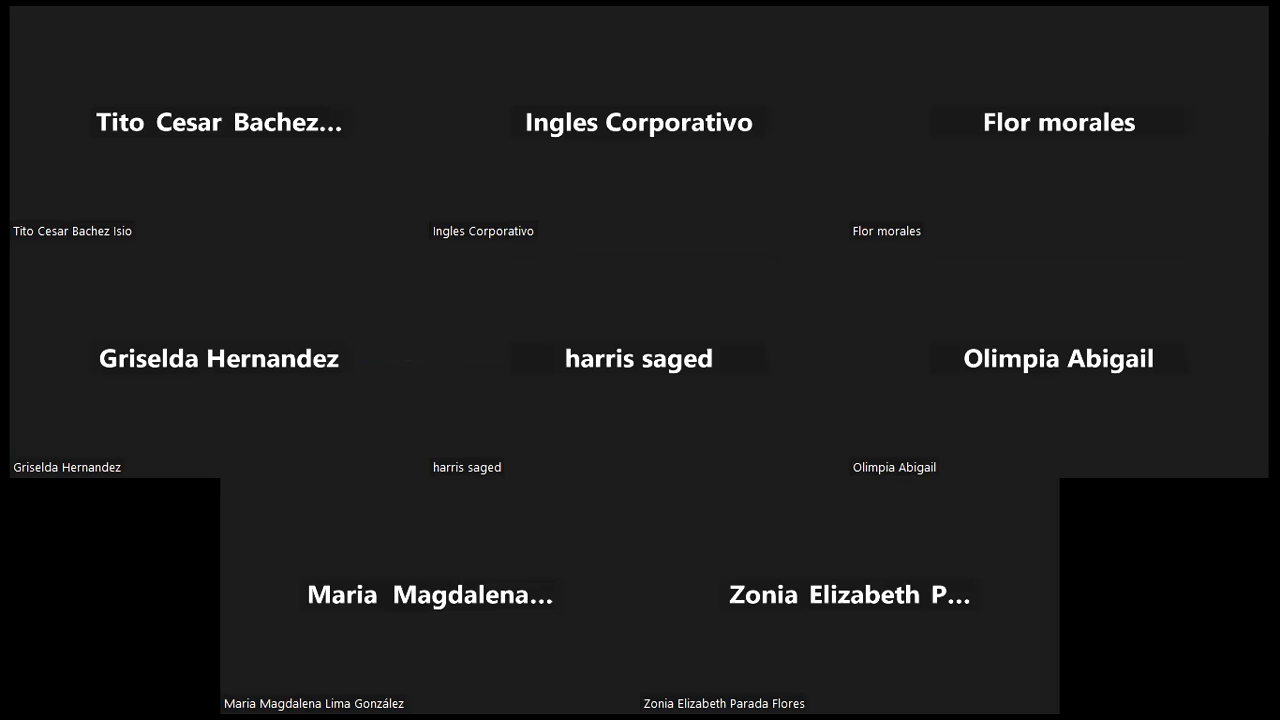 Tito Cesar Bachez...
Ingles Corporativo
Flor morales
Tito Cesar Bachez Isio
Ingles Corporativo
Flor morales
Griselda Hernandez
harris saged
Olimpia Abigail
Griselda Hernandez
harris saged
Olimpia Abigail
Maria Magdalena...
Zonia Elizabeth P...
Maria Magdalena Lima González
Zonia Elizabeth Parada Flores